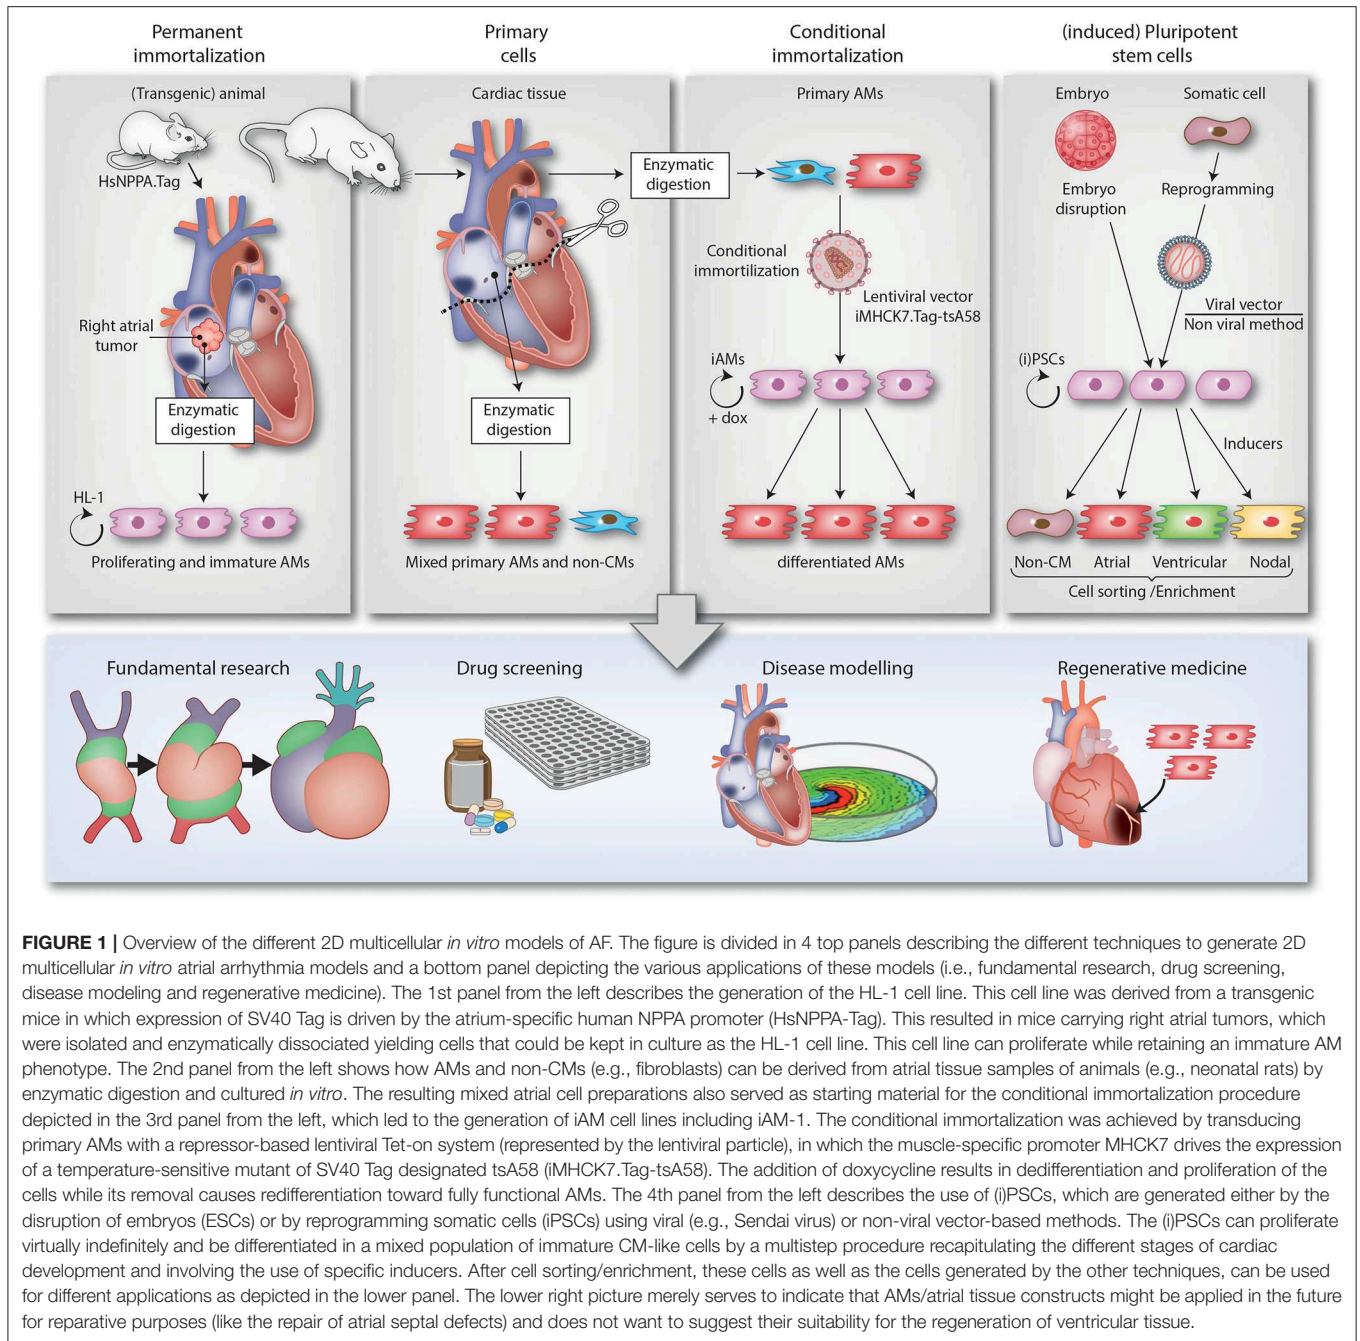 Permanent
immortalization
Primary
cells
Conditional
immortalization
(induced) Pluripotent
stem cells
(Transgenic) animal
HsNPPA.Tag
Right atrial
tumor
Enzymatic
digestion
HL-1
Proliferating and immature AMs
Cardiac tissue
Enzymatic
digestion
Mixed primary AMs and non-CMs
Enzymatic
digestion
Primary AMs
Conditional
immortilization
Lentiviral vector
iMHCK7.Tag-tsA58
iAMs
+ dox
differentiated AMs
Embryo
Somatic cell
Embryo
disruption
Reprogramming
Viral vector
Non viral method
(i)PSCs
Inducers
Non-CM Atrial Ventricular Nodal
Cell sorting /Enrichment
Fundamental research
Drug screening
Disease modelling
Regenerative medicine
FIGURE 1 | Overview of the different 2D multicellular in vitro models of AF. The figure is divided in 4 top panels describing the different techniques to generate 2D
multicellular in vitro atrial arrhythmia models and a bottom panel depicting the various applications of these models (i.e., fundamental research, drug screening,
disease modeling and regenerative medicine). The 1st panel from the left describes the generation of the HL-1 cell line. This cell line was derived from a transgenic
mice in which expression of SV40 Tag is driven by the atrium-specific human NPPA promoter (HsNPPA-Tag). This resulted in mice carrying right atrial tumors, which
were isolated and enzymatically dissociated yielding cells that could be kept in culture as the HL-1 cell line. This cell line can proliferate while retaining an immature AM
phenotype. The 2nd panel from the left shows how AMs and non-CMs (e.g., fibroblasts) can be derived from atrial tissue samples of animals (e.g., neonatal rats) by
enzymatic digestion and cultured in vitro. The resulting mixed atrial cell preparations also served as starting material for the conditional immortalization procedure
depicted in the 3rd panel from the left, which led to the generation of iAM cell lines including iAM-1. The conditional immortalization was achieved by transducing
primary AMs with a repressor-based lentiviral Tet-on system (represented by the lentiviral particle), in which the muscle-specific promoter MHCK7 drives the expression
of a temperature-sensitive mutant of SV40 Tag designated tsA58 (iMHCK7.Tag-tsA58). The addition of doxycycline results in dedifferentiation and proliferation of the
cells while its removal causes redifferentiation toward fully functional AMs. The 4th panel from the left describes the use of (i)PSCs, which are generated either by the
disruption of embryos (ESCs) or by reprogramming somatic cells (iPSCs) using viral (e.g., Sendai virus) or non-viral vector-based methods. The (i)PSCs can proliferate
virtually indefinitely and be differentiated in a mixed population of immature CM-like cells by a multistep procedure recapitulating the different stages of cardiac
development and involving the use of specific inducers. After cell sorting/enrichment, these cells as well as the cells generated by the other techniques, can be used
for different applications as depicted in the lower panel. The lower right picture merely serves to indicate that AMs/atrial tissue constructs might be applied in the future
for reparative purposes (like the repair of atrial septal defects) and does not want to suggest their suitability for the regeneration of ventricular tissue.